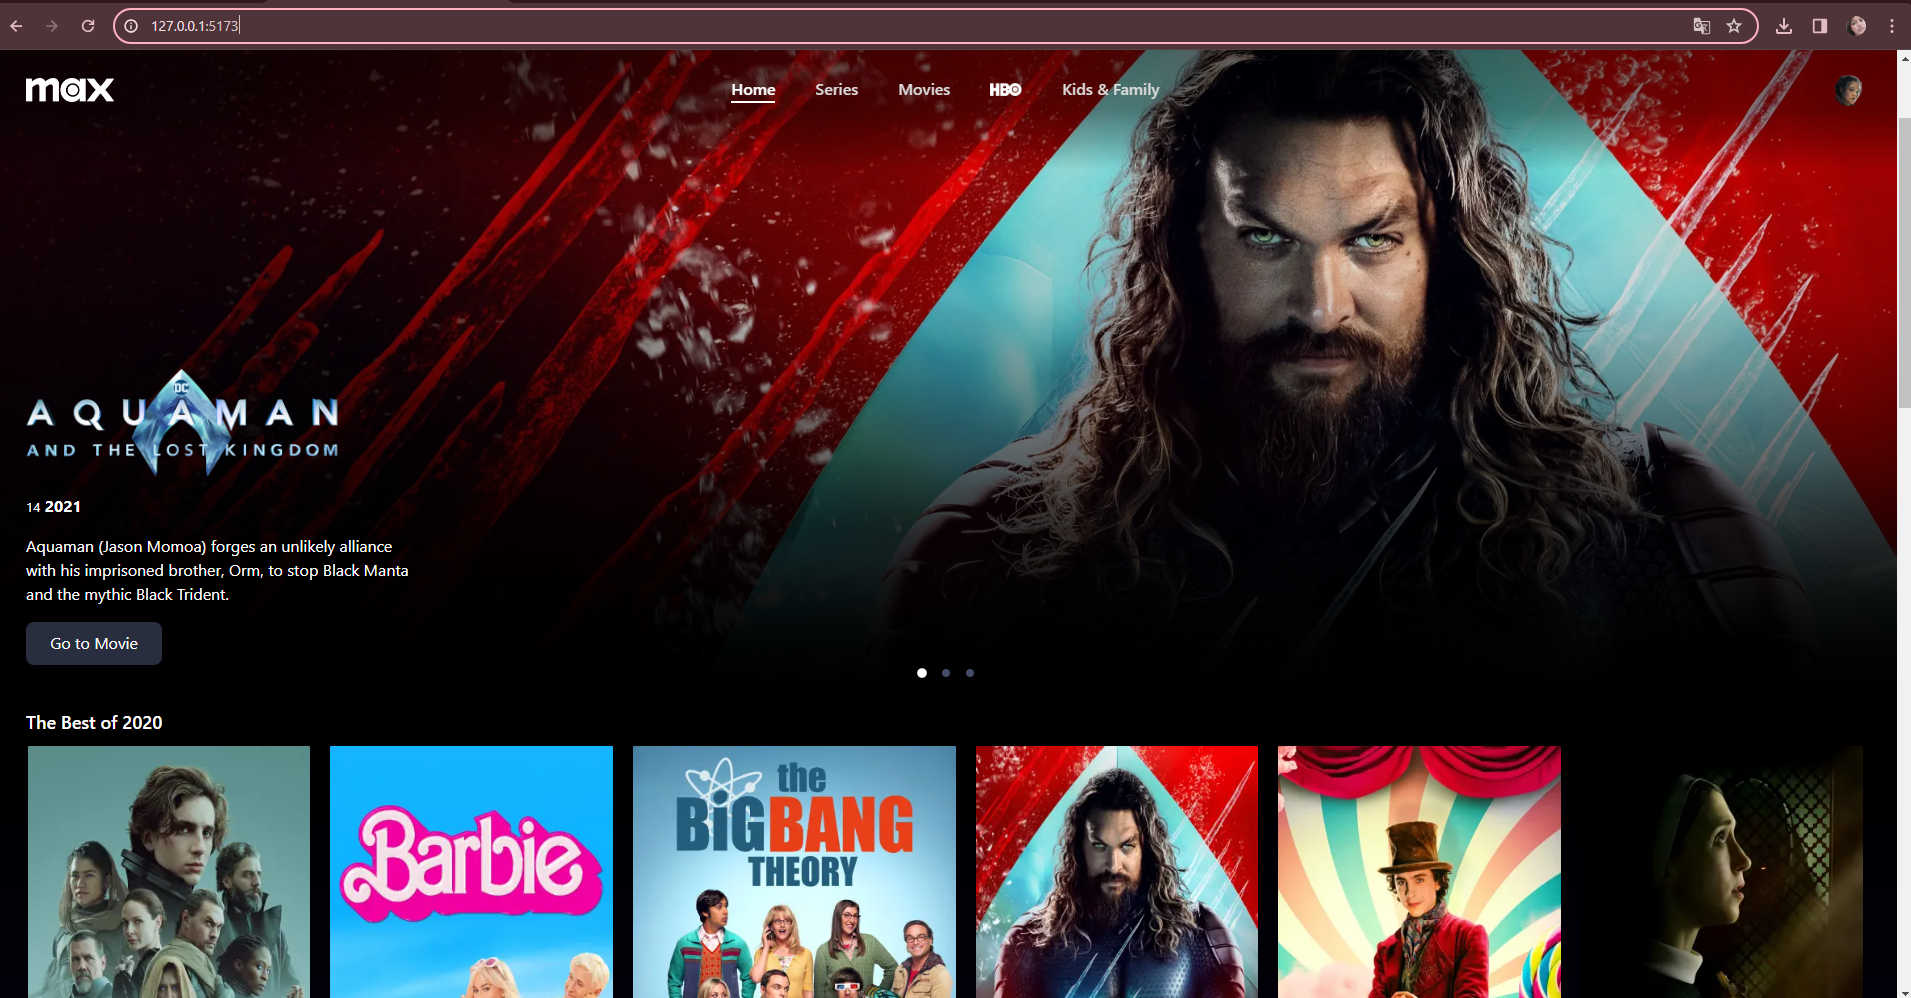 127.0.0.1:5173
max
Home Series Movies HBO Kids & Family
DC
AQUAMAN
AND THE LOST KINGDOM
14 2021
Aquaman (Jason Momoa) forges an unlikely alliance
with his imprisoned brother, Orm, to stop Black Manta
and the mythic Black Trident.
Go to Movie
The Best of 2020
Barbie
the
BIG BANG
THEORY